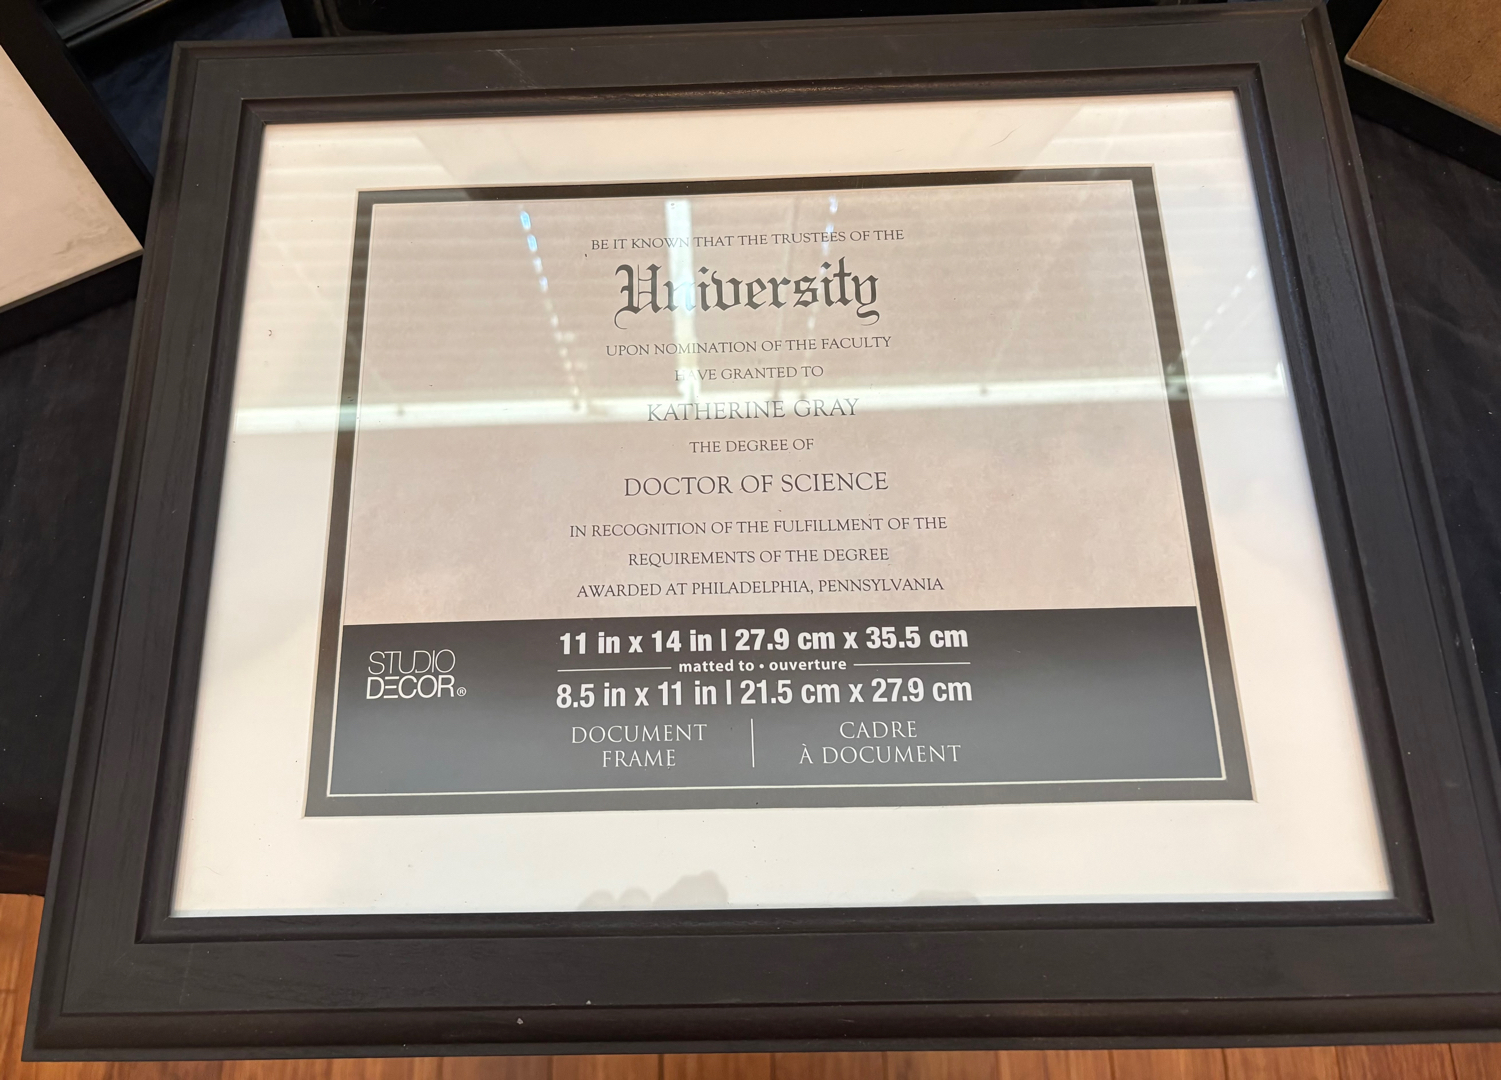 BE IT KNOWN THAT THE TRUSTEES OF THE
University
UPON NOMINATION OF THE FACULTY
HAVE GRANTED TO
KATHERINE GRAY
THE DEGREE OF
DOCTOR OF SCIENCE
IN RECOGNITION OF THE FULFILLMENT OF THE
REQUIREMENTS OF THE DEGREE
AWARDED AT PHILADELPHIA, PENNSYLVANIA
STUDIO
DECOR®
11 in x 14 in | 27.9 cm x 35.5 cm
matted to • ouverture
8.5 in x 11 in | 21.5 cm x 27.9 cm
DOCUMENT
FRAME
CADRE
À DOCUMENT